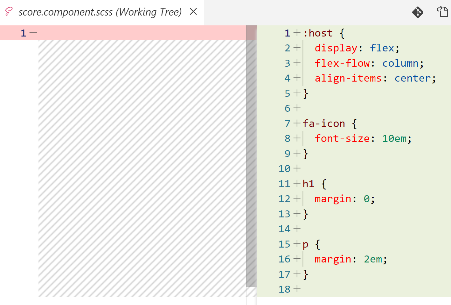 score.component.scss (Working Tree) ×
1 −
1 + :host {
2 +   display: flex;
3 +   flex-flow: column;
4 +   align-items: center;
5 + }
6 +
7 + fa-icon {
8 +   font-size: 10em;
9 + }
10 +
11 + h1 {
12 +   margin: 0;
13 + }
14 +
15 + p {
16 +   margin: 2em;
17 + }
18 +